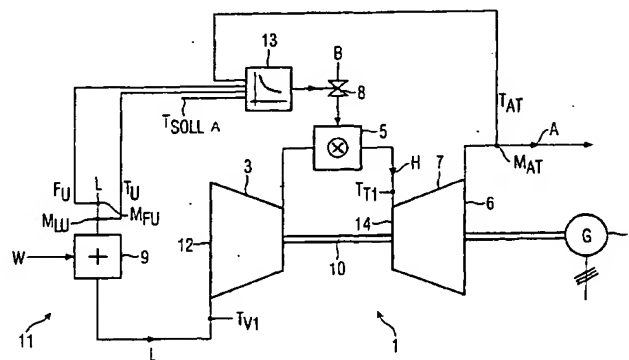 13
B
8
T_SOLL A
T_AT
A
M_AT
5
H
7
F_U
L
T_U
3
T_T1
6
M_LU
M_FU
12
14
G
W
9
10
11
L
T_V1
1